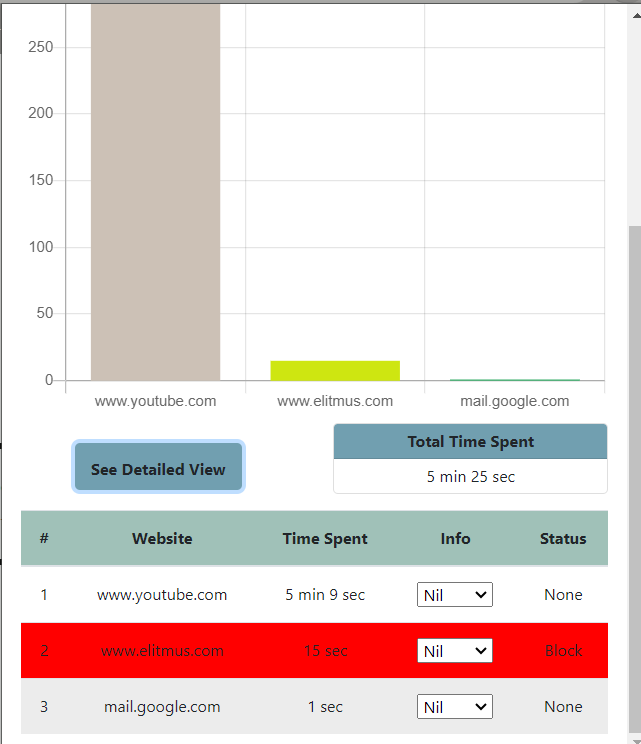 250
200
150
100
50
0
www.youtube.com www.elitmus.com mail.google.com
See Detailed View
Total Time Spent
5 min 25 sec
# Website Time Spent Info Status
1 www.youtube.com 5 min 9 sec Nil None
2 www.elitmus.com 15 sec Nil Block
3 mail.google.com 1 sec Nil None